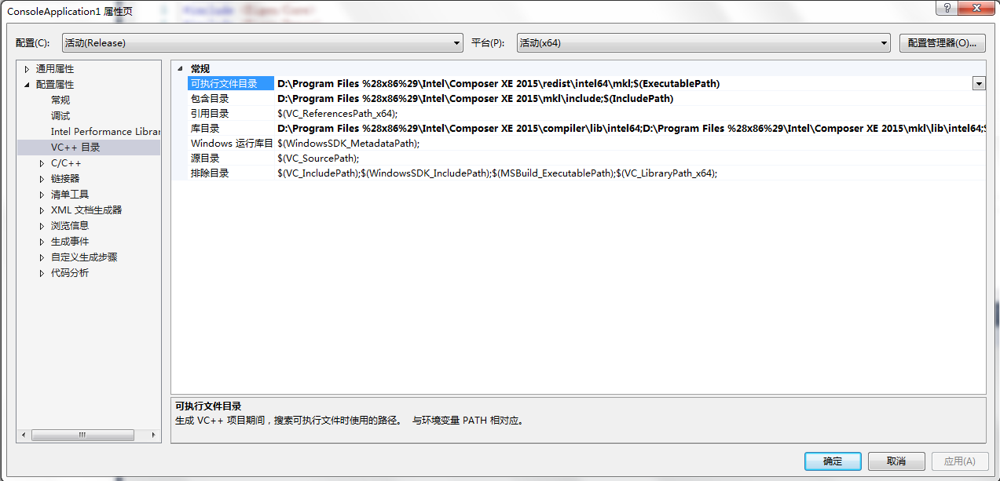 ConsoleApplication1 属性页
配置(C): 活动(Release) 平台(P): 活动(x64) 配置管理器(O)...
通用属性
配置属性
常规
调试
Intel Performance Librar
VC++ 目录
C/C++
链接器
清单工具
XML 文档生成器
浏览信息
生成事件
自定义生成步骤
代码分析
常规
可执行文件目录 D:\Program Files %28x86%29\Intel\Composer XE 2015\redist\intel64\mkl;$(ExecutablePath)
包含目录 D:\Program Files %28x86%29\Intel\Composer XE 2015\mkl\include;$(IncludePath)
引用目录 $(VC_ReferencesPath_x64);
库目录 D:\Program Files %28x86%29\Intel\Composer XE 2015\compiler\lib\intel64;D:\Program Files %28x86%29\Intel\Composer XE 2015\mkl\lib\intel64;$
Windows 运行库目 $(WindowsSDK_MetadataPath);
源目录 $(VC_SourcePath);
排除目录 $(VC_IncludePath);$(WindowsSDK_IncludePath);$(MSBuild_ExecutablePath);$(VC_LibraryPath_x64);
可执行文件目录
生成 VC++ 项目期间，搜索可执行文件时使用的路径。 与环境变量 PATH 相对应。
确定 取消 应用(A)